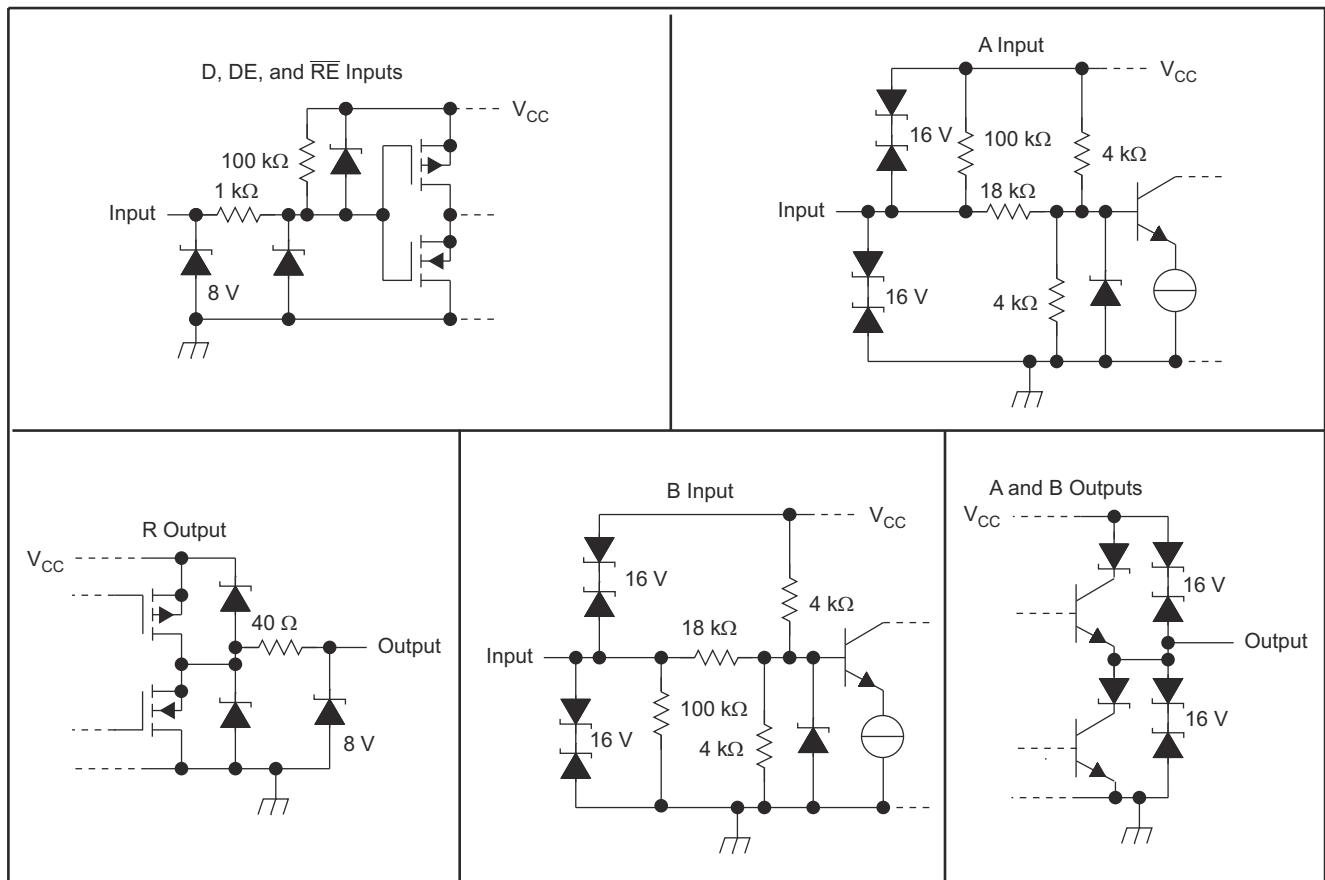 D, DE, and R̅E̅ Inputs
V_CC
100 kΩ
1 kΩ
Input
8 V
A Input
V_CC
16 V
100 kΩ
4 kΩ
18 kΩ
Input
16 V
4 kΩ
R Output
V_CC
40 Ω
Output
8 V
B Input
V_CC
16 V
4 kΩ
18 kΩ
Input
100 kΩ
16 V
4 kΩ
A and B Outputs
V_CC
16 V
Output
16 V